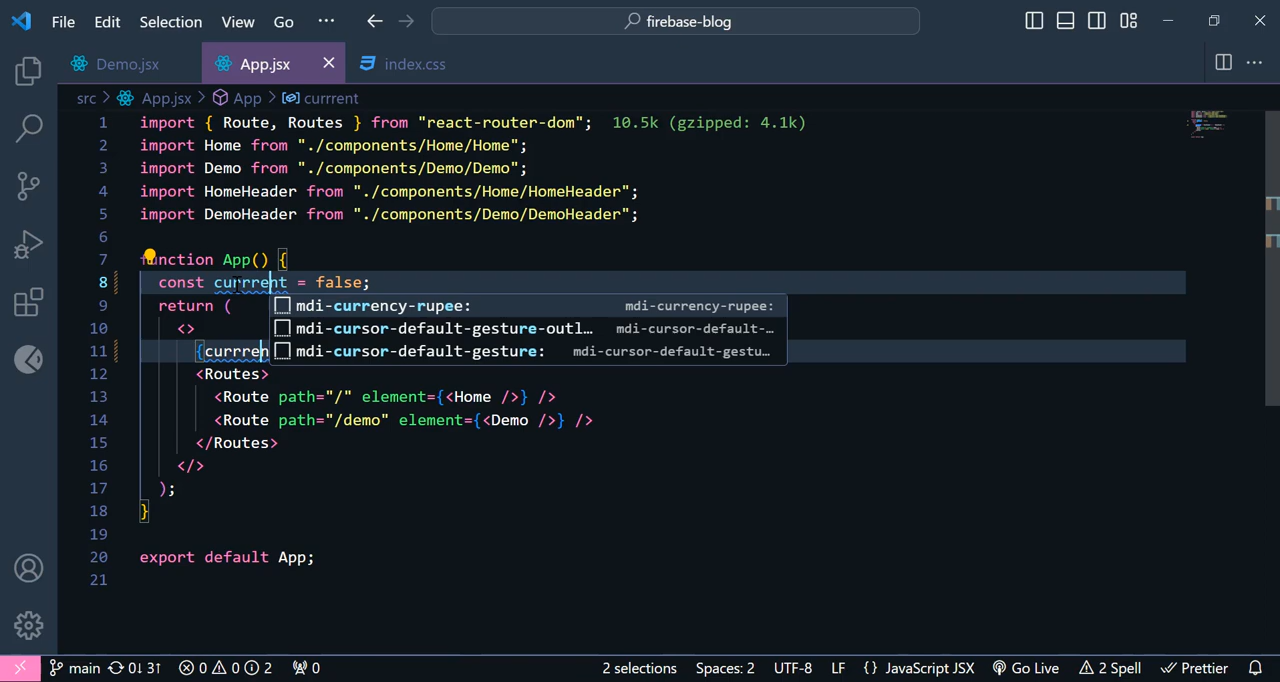 File Edit Selection View Go ··· firebase-blog
Demo.jsx App.jsx index.css
src > App.jsx > App > currrent
1 import { Route, Routes } from "react-router-dom"; 10.5k (gzipped: 4.1k)
2 import Home from "./components/Home/Home";
3 import Demo from "./components/Demo/Demo";
4 import HomeHeader from "./components/Home/HomeHeader";
5 import DemoHeader from "./components/Demo/DemoHeader";
6
7 function App() {
8 const currrent = false;
9 return ( mdi-currency-rupee: mdi-currency-rupee:
10 <> mdi-cursor-default-gesture-outl… mdi-cursor-default-…
11 {curr​ren mdi-cursor-default-gesture: mdi-cursor-default-gestu…
12 <Routes>
13 <Route path="/" element={<Home />} />
14 <Route path="/demo" element={<Demo />} />
15 </Routes>
16 </>
17 );
18 }
19
20 export default App;
21
main 0↓ 3↑ 0 0 2 0 2 selections Spaces: 2 UTF-8 LF {} JavaScript JSX Go Live 2 Spell Prettier